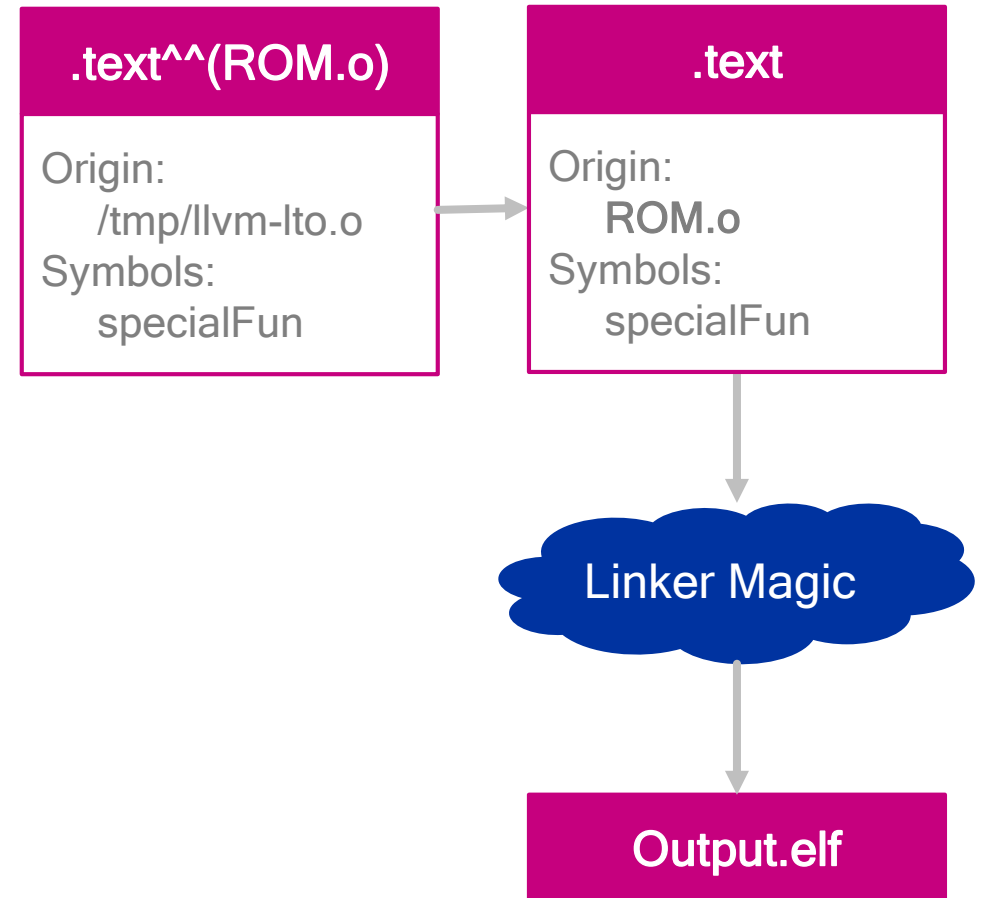 .text^^(ROM.o)
Origin:
/tmp/llvm-lto.o
Symbols:
specialFun
.text
Origin:
ROM.o
Symbols:
specialFun
Linker Magic
Output.elf